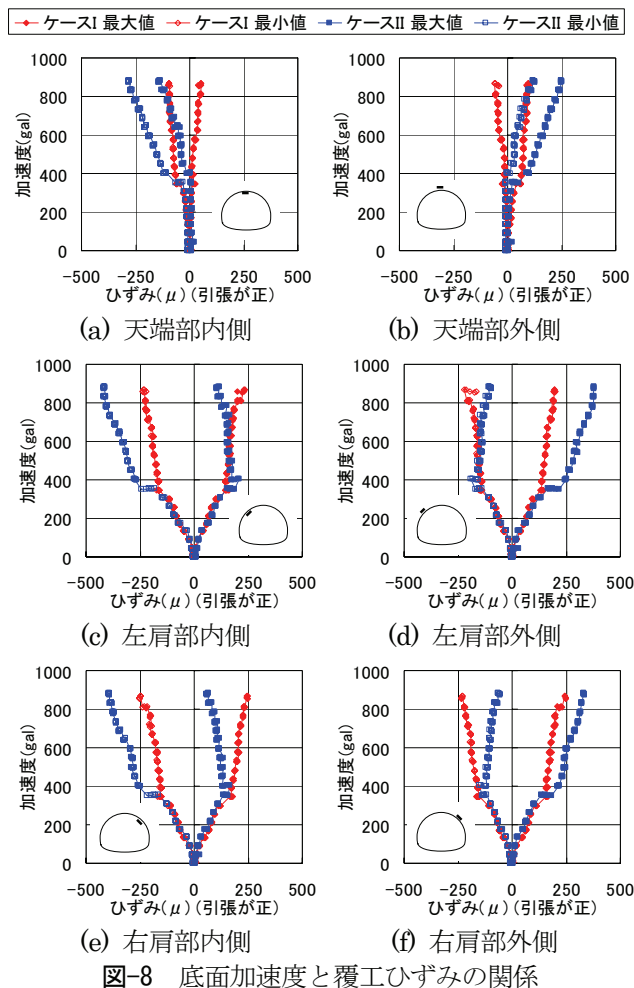 ケースI 最大値 ケースI 最小値 ケースII 最大値 ケースII 最小値
1000
800
600
400
200
0
加速度(gal)
-500 -250 0 250 500
ひずみ(μ)(引張が正)
(a) 天端部内側
1000
800
600
400
200
0
加速度(gal)
-500 -250 0 250 500
ひずみ(μ)(引張が正)
(b) 天端部外側
1000
800
600
400
200
0
加速度(gal)
-500 -250 0 250 500
ひずみ(μ)(引張が正)
(c) 左肩部内側
1000
800
600
400
200
0
加速度(gal)
-500 -250 0 250 500
ひずみ(μ)(引張が正)
(d) 左肩部外側
1000
800
600
400
200
0
加速度(gal)
-500 -250 0 250 500
ひずみ(μ)(引張が正)
(e) 右肩部内側
1000
800
600
400
200
0
加速度(gal)
-500 -250 0 250 500
ひずみ(μ)(引張が正)
(f) 右肩部外側
図-8 底面加速度と覆工ひずみの関係